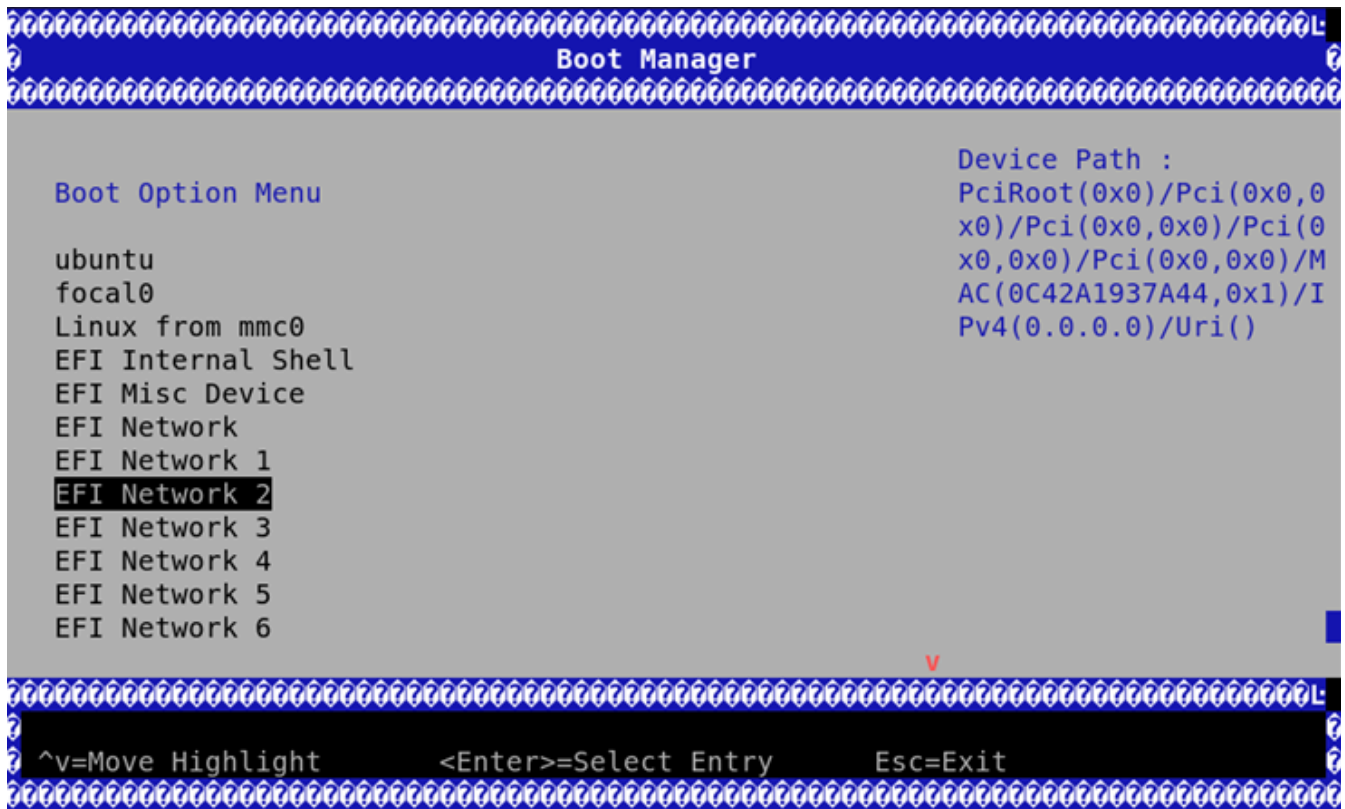 Boot Manager
Device Path :
Boot Option Menu
PciRoot(0x0)/Pci(0x0,0
x0)/Pci(0x0,0x0)/Pci(0
ubuntu
x0,0x0)/Pci(0x0,0x0)/M
focal0
AC(0C42A1937A44,0x1)/I
Linux from mmc0
Pv4(0.0.0.0)/Uri()
EFI Internal Shell
EFI Misc Device
EFI Network
EFI Network 1
EFI Network 2
EFI Network 3
EFI Network 4
EFI Network 5
EFI Network 6
v
^v=Move Highlight <Enter>=Select Entry Esc=Exit